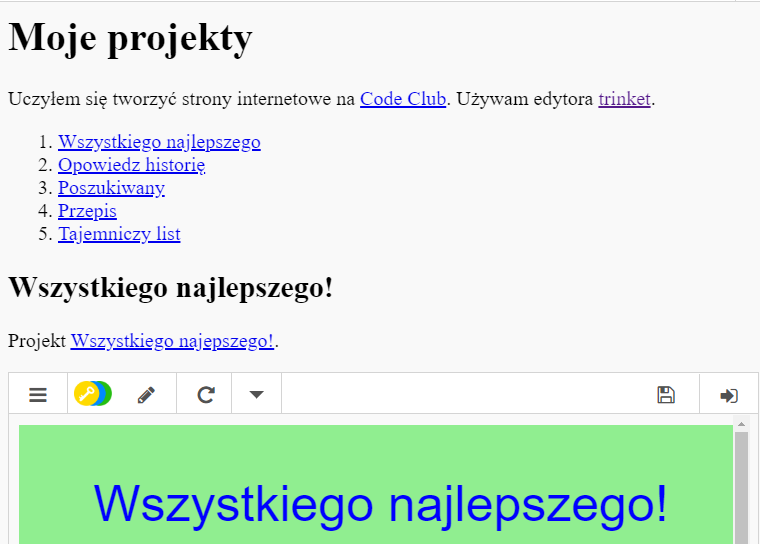 Moje projekty
Uczyłem się tworzyć strony internetowe na Code Club. Używam edytora trinket.
1. Wszystkiego najlepszego
2. Opowiedz historię
3. Poszukiwany
4. Przepis
5. Tajemniczy list
Wszystkiego najlepszego!
Projekt Wszystkiego najepszego!.
Wszystkiego najlepszego!